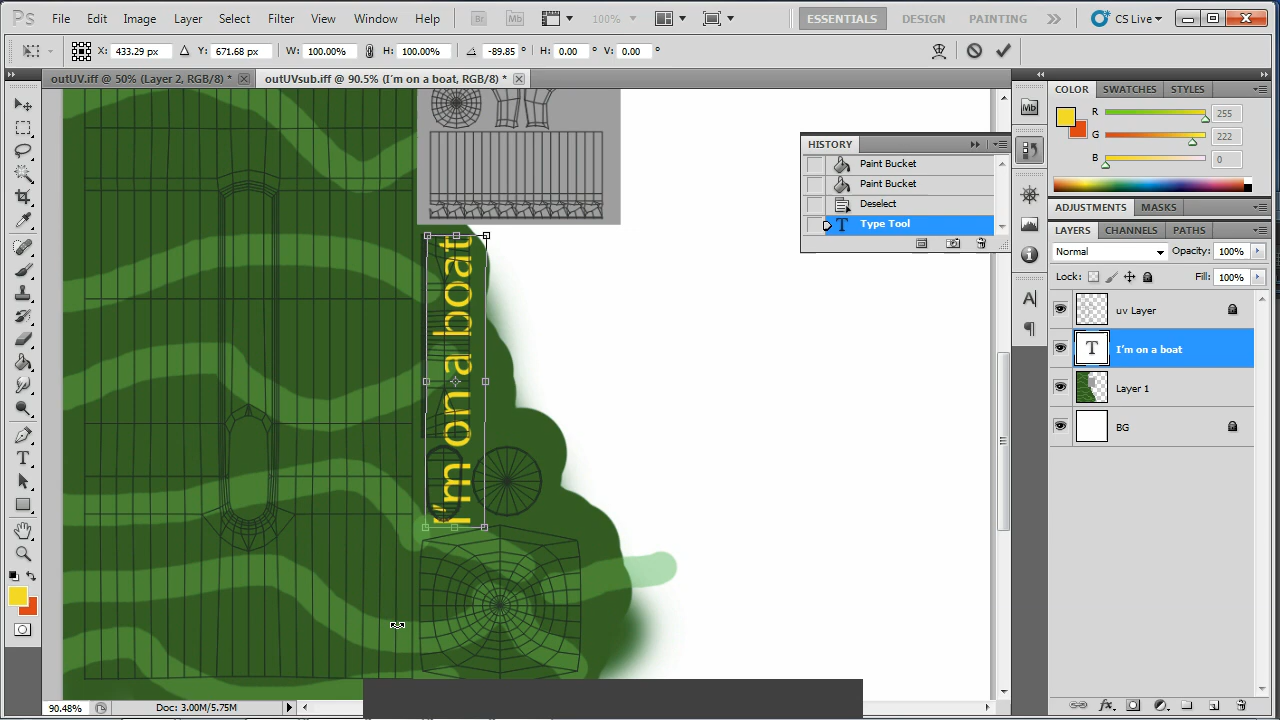 Ps File Edit Image Layer Select Filter View Window Help Br Mb 100% ESSENTIALS DESIGN PAINTING CS Live
X: 433.29 px Y: 671.68 px W: 100.00% H: 100.00% -89.85 ° H: 0.00 ° V: 0.00 °
outUV.iff @ 50% (Layer 2, RGB/8) * outUVsub.iff @ 90.5% (I'm on a boat, RGB/8) *
COLOR SWATCHES STYLES
Mb
R 255
G 222
B 0
HISTORY
Paint Bucket
Paint Bucket
Deselect
T Type Tool
ADJUSTMENTS MASKS
LAYERS CHANNELS PATHS
Normal Opacity: 100%
Lock: Fill: 100%
uv Layer
T I'm on a boat
Layer 1
BG
I'm on a boat
90.48% Doc: 3.00M/5.75M